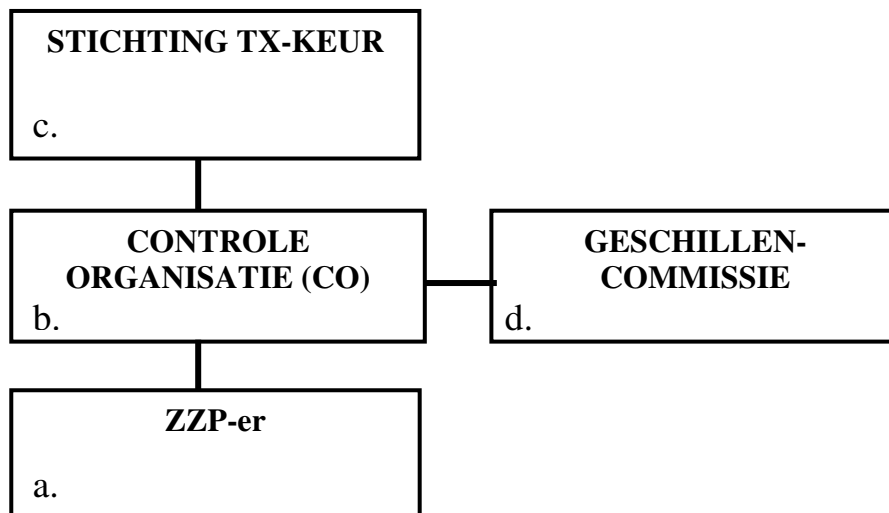 STICHTING TX-KEUR
c.
CONTROLE
ORGANISATIE (CO)
b.
GESCHILLEN-
COMMISSIE
d.
ZZP-er
a.